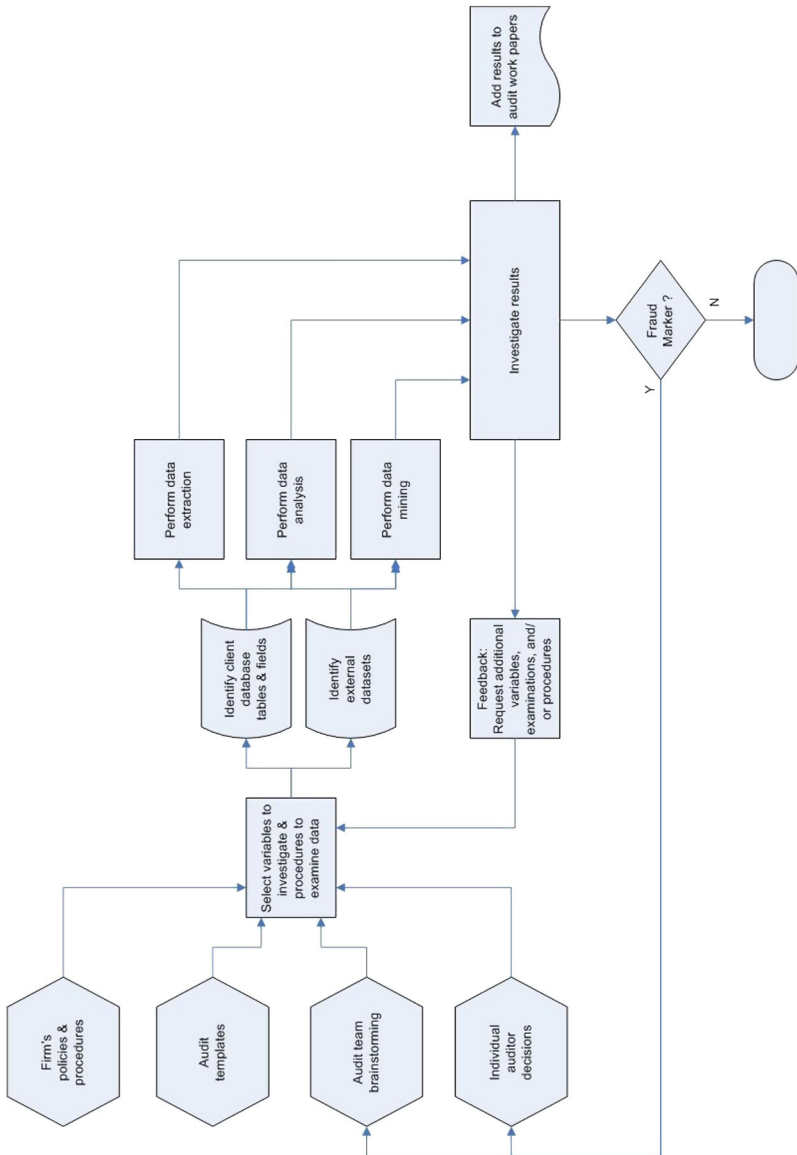 Firm's
policies &
procedures
Audit
templates
Audit team
brainstorming
Individual
auditor
decisions
Select variables to
investigate &
procedures to
examine data
Identify client
database
tables & fields
Identify
external
datasets
Perform data
extraction
Perform data
analysis
Perform data
mining
Feedback:
Request additional
variables,
examinations, and/
or procedures
Investigate results
Add results to
audit work papers
Fraud
Marker ?
Y
N